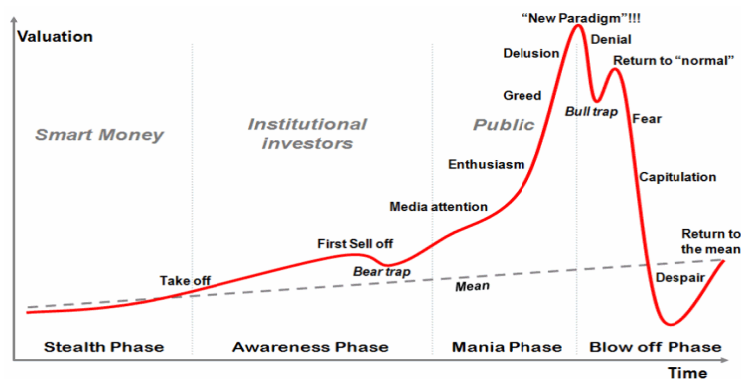 “New Paradigm”!!!
Valuation
Denial
Delusion
Return to “normal”
Greed
Bull trap
Smart Money
Institutional
investors
Public
Fear
Enthusiasm
Capitulation
Media attention
First Sell off
Return to
the mean
Bear trap
Take off
Mean
Despair
Stealth Phase
Awareness Phase
Mania Phase
Blow off Phase
Time